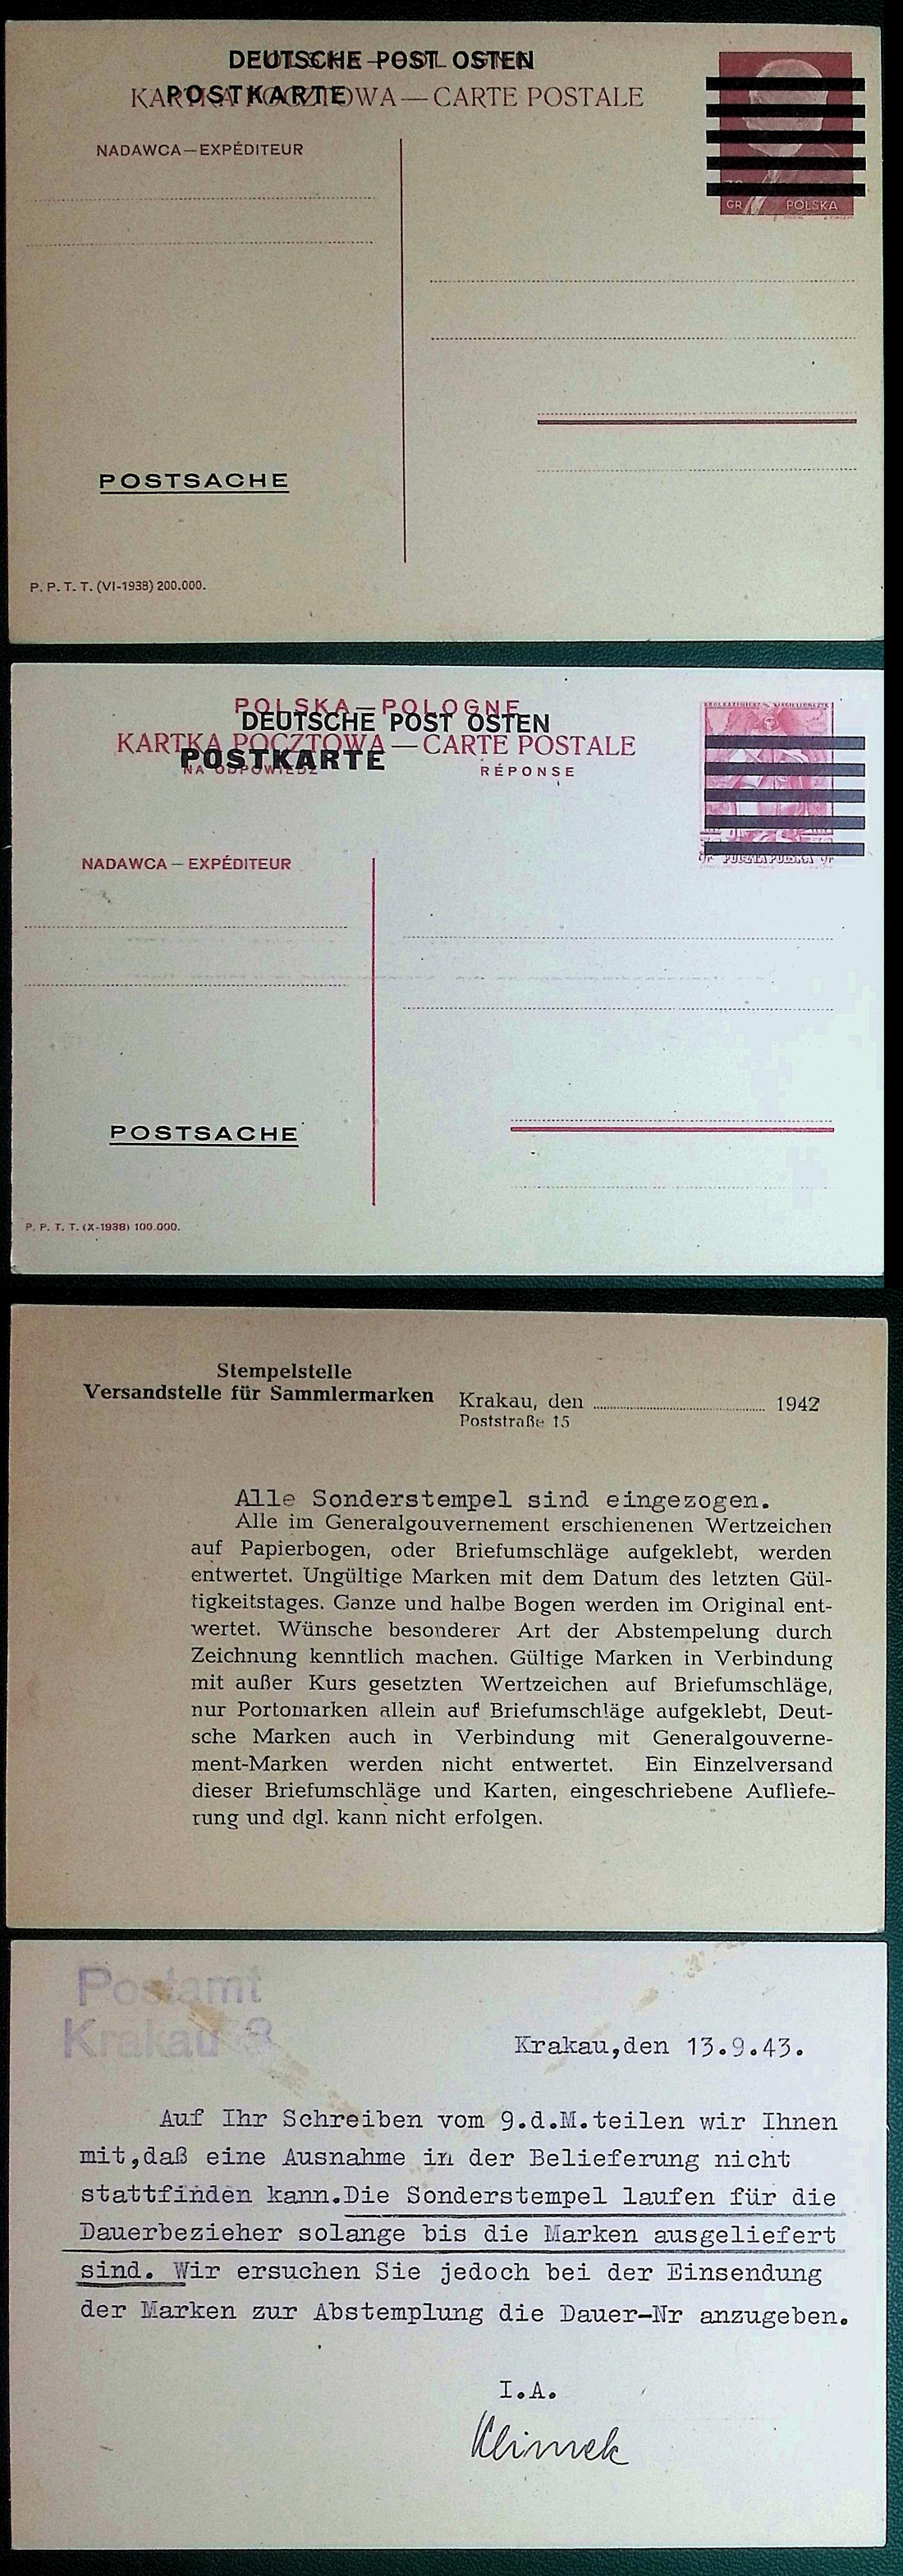 DEUTSCHE POST OSTEN
POSTKARTE
KARTKA POCZTOWA — CARTE POSTALE
NADAWCA — EXPÉDITEUR
GR POLSKA
POSTSACHE
P. P. T. T. (VI-1938) 200.000.
POLSKA — POLOGNE
DEUTSCHE POST OSTEN
KARTKA POCZTOWA — CARTE POSTALE
POSTKARTE
NA ODPOWIEDŹ RÉPONSE
gr POCZTA POLSKA gr
NADAWCA — EXPÉDITEUR
POSTSACHE
P. P. T. T. (X-1938) 100.000.
Stempelstelle
Versandstelle für Sammlermarken
Krakau, den 1942
Poststraße 15
Alle Sonderstempel sind eingezogen.
Alle im Generalgouvernement erschienenen Wertzeichen
auf Papierbogen, oder Briefumschläge aufgeklebt, werden
entwertet. Ungültige Marken mit dem Datum des letzten Gül-
tigkeitstages. Ganze und halbe Bogen werden im Original ent-
wertet. Wünsche besonderer Art der Abstempelung durch
Zeichnung kenntlich machen. Gültige Marken in Verbindung
mit außer Kurs gesetzten Wertzeichen auf Briefumschläge,
nur Portomarken allein auf Briefumschläge aufgeklebt, Deut-
sche Marken auch in Verbindung mit Generalgouverne-
ment-Marken werden nicht entwertet. Ein Einzelversand
dieser Briefumschläge und Karten, eingeschriebene Aufliefe-
rung und dgl. kann nicht erfolgen.
Postamt
Krakau 3
Krakau,den 13.9.43.
Auf Ihr Schreiben vom 9.d.M.teilen wir Ihnen
mit,daß eine Ausnahme in der Belieferung nicht
stattfinden kann.Die Sonderstempel laufen für die
Dauerbezieher solange bis die Marken ausgeliefert
sind. Wir ersuchen Sie jedoch bei der Einsendung
der Marken zur Abstemplung die Dauer-Nr anzugeben.
I.A.
Klimek